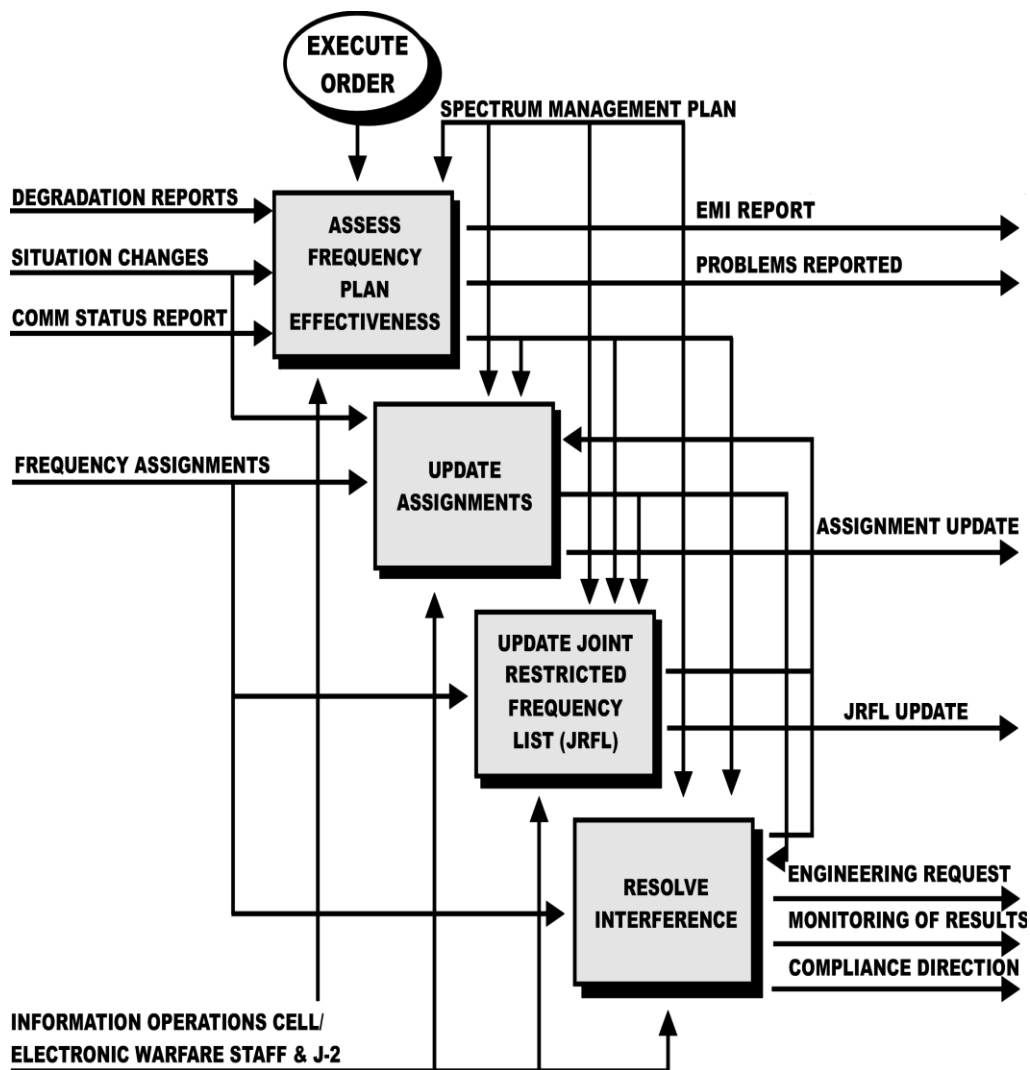 EXECUTE
ORDER
SPECTRUM MANAGEMENT PLAN
DEGRADATION REPORTS
SITUATION CHANGES
COMM STATUS REPORT
ASSESS
FREQUENCY
PLAN
EFFECTIVENESS
EMI REPORT
PROBLEMS REPORTED
FREQUENCY ASSIGNMENTS
UPDATE
ASSIGNMENTS
ASSIGNMENT UPDATE
UPDATE JOINT
RESTRICTED
FREQUENCY
LIST (JRFL)
JRFL UPDATE
RESOLVE
INTERFERENCE
ENGINEERING REQUEST
MONITORING OF RESULTS
COMPLIANCE DIRECTION
INFORMATION OPERATIONS CELL/
ELECTRONIC WARFARE STAFF & J-2